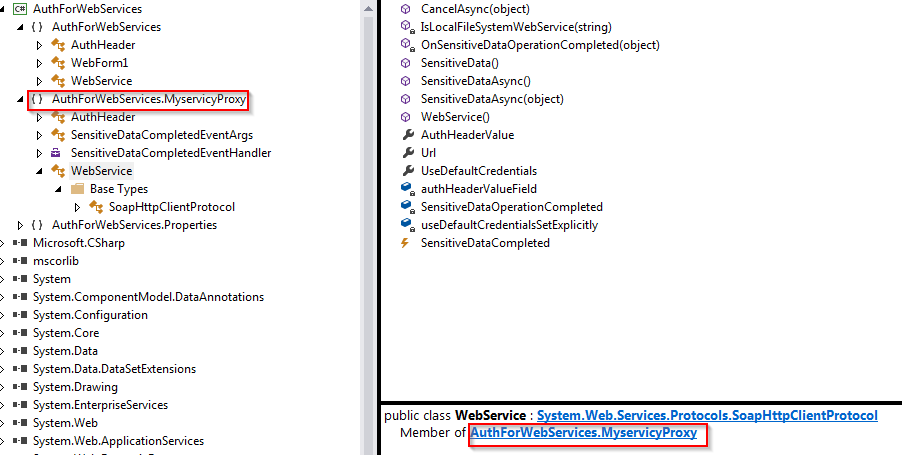 AuthForWebServices
AuthForWebServices
AuthHeader
WebForm1
WebService
AuthForWebServices.MyservicyProxy
AuthHeader
SensitiveDataCompletedEventArgs
SensitiveDataCompletedEventHandler
WebService
Base Types
SoapHttpClientProtocol
AuthForWebServices.Properties
Microsoft.CSharp
mscorlib
System
System.ComponentModel.DataAnnotations
System.Configuration
System.Core
System.Data
System.Data.DataSetExtensions
System.Drawing
System.EnterpriseServices
System.Web
System.Web.ApplicationServices
CancelAsync(object)
IsLocalFileSystemWebService(string)
OnSensitiveDataOperationCompleted(object)
SensitiveData()
SensitiveDataAsync()
SensitiveDataAsync(object)
WebService()
AuthHeaderValue
Url
UseDefaultCredentials
authHeaderValueField
SensitiveDataOperationCompleted
useDefaultCredentialsSetExplicitly
SensitiveDataCompleted
public class WebService : System.Web.Services.Protocols.SoapHttpClientProtocol
Member of AuthForWebServices.MyservicyProxy